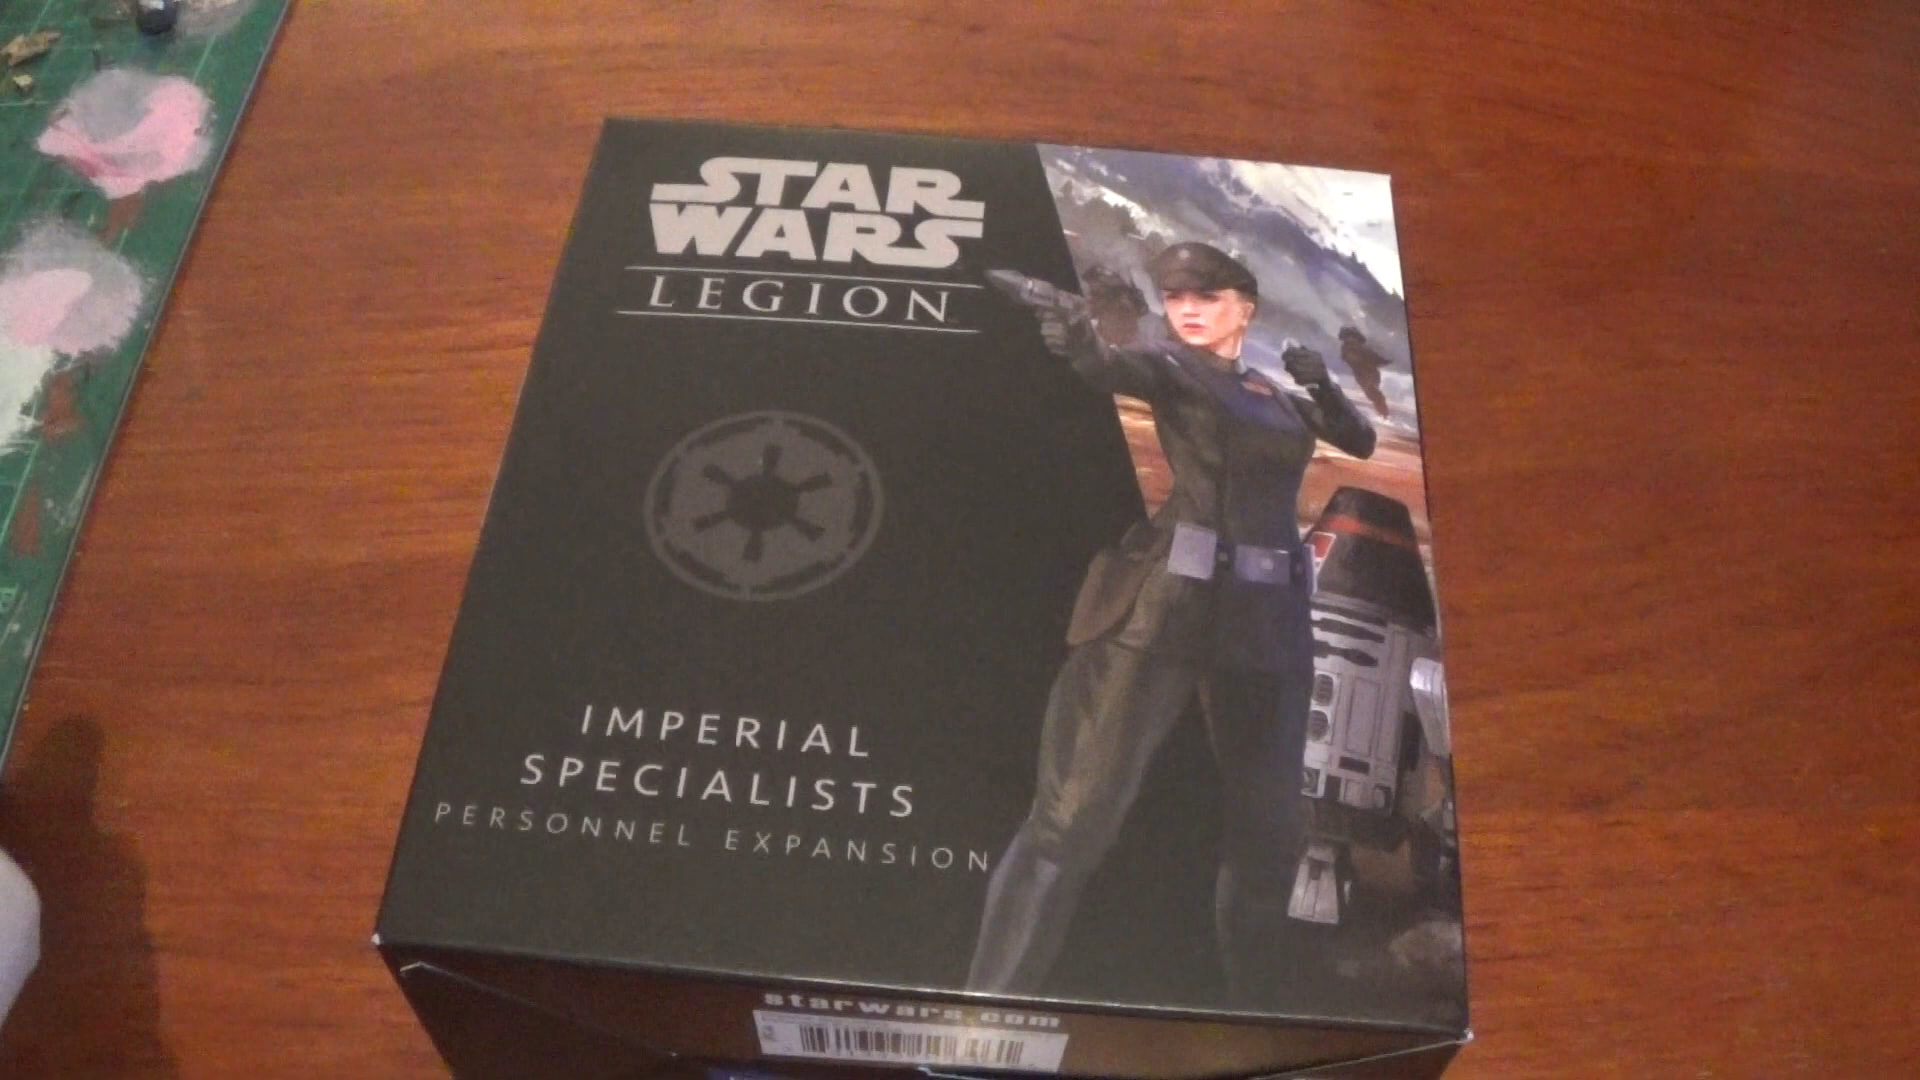 STAR
WARS
LEGION
IMPERIAL
SPECIALISTS
PERSONNEL EXPANSION
starwars.com